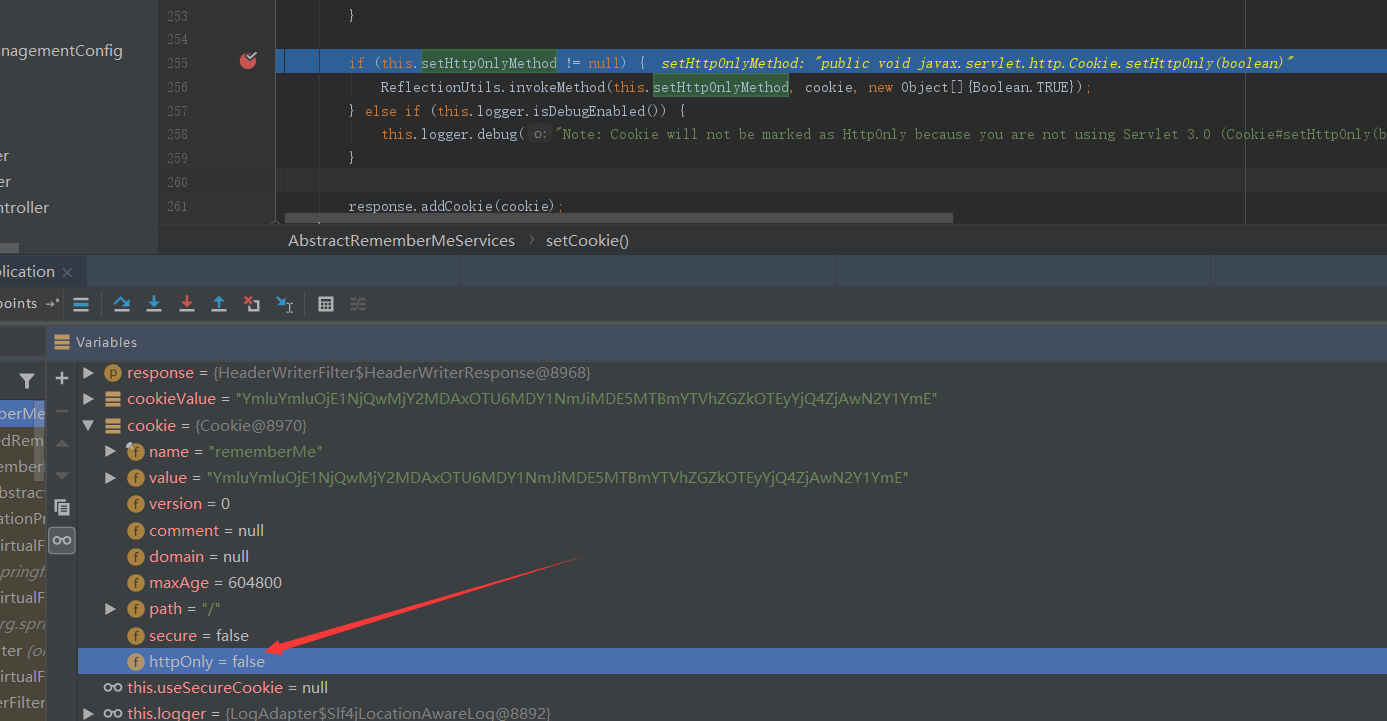 253
}
254
nagementConfig
255
if (this.setHttpOnlyMethod != null) { setHttpOnlyMethod: "public void javax.servlet.http.Cookie.setHttpOnly(boolean)"
256
ReflectionUtils.invokeMethod(this.setHttpOnlyMethod, cookie, new Object[]{Boolean.TRUE});
257
} else if (this.logger.isDebugEnabled()) {
258
this.logger.debug( o: "Note: Cookie will not be marked as HttpOnly because you are not using Servlet 3.0 (Cookie#setHttpOnly(b
er
259
}
er
260
ntroller
261
response.addCookie(cookie);
AbstractRememberMeServices > setCookie()
lication ×
points
Variables
response = {HeaderWriterFilter$HeaderWriterResponse@8968}
cookieValue = "YmluYmluOjE1NjQwMjY2MDAxOTU6MDY1NmJiMDE5MTBmYTVhZGZkOTEyYjQ4ZjAwN2Y1YmE"
berMe
cookie = {Cookie@8970}
edRem
name = "rememberMe"
ember
value = "YmluYmluOjE1NjQwMjY2MDAxOTU6MDY1NmJiMDE5MTBmYTVhZGZkOTEyYjQ4ZjAwN2Y1YmE"
bstrac
version = 0
ationPr
comment = null
irtualF
domain = null
pringf
maxAge = 604800
irtualF
path = "/"
rg.spri
secure = false
ter (o
httpOnly = false
irtualF
this.useSecureCookie = null
erFilter
this.logger = {LogAdapter$Slf4jLocationAwareLog@8892}